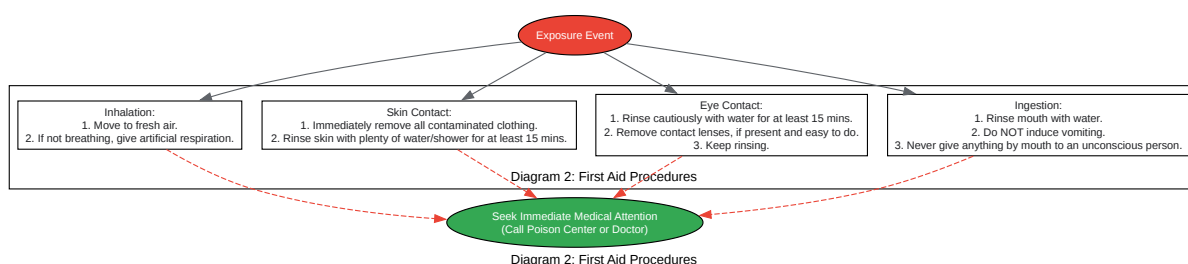 Exposure Event
Inhalation:
1. Move to fresh air.
2. If not breathing, give artificial respiration.
Skin Contact:
1. Immediately remove all contaminated clothing.
2. Rinse skin with plenty of water/shower for at least 15 mins.
Eye Contact:
1. Rinse cautiously with water for at least 15 mins.
2. Remove contact lenses, if present and easy to do.
3. Keep rinsing.
Ingestion:
1. Rinse mouth with water.
2. Do NOT induce vomiting.
3. Never give anything by mouth to an unconscious person.
Diagram 2: First Aid Procedures
Seek Immediate Medical Attention
(Call Poison Center or Doctor)
Diagram 2: First Aid Procedures